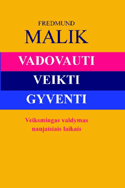 FREDMUND
MALIK
VADOVAUTI
VEIKTI
GYVENTI
Veiksmingas valdymas
naujaisiais laikais